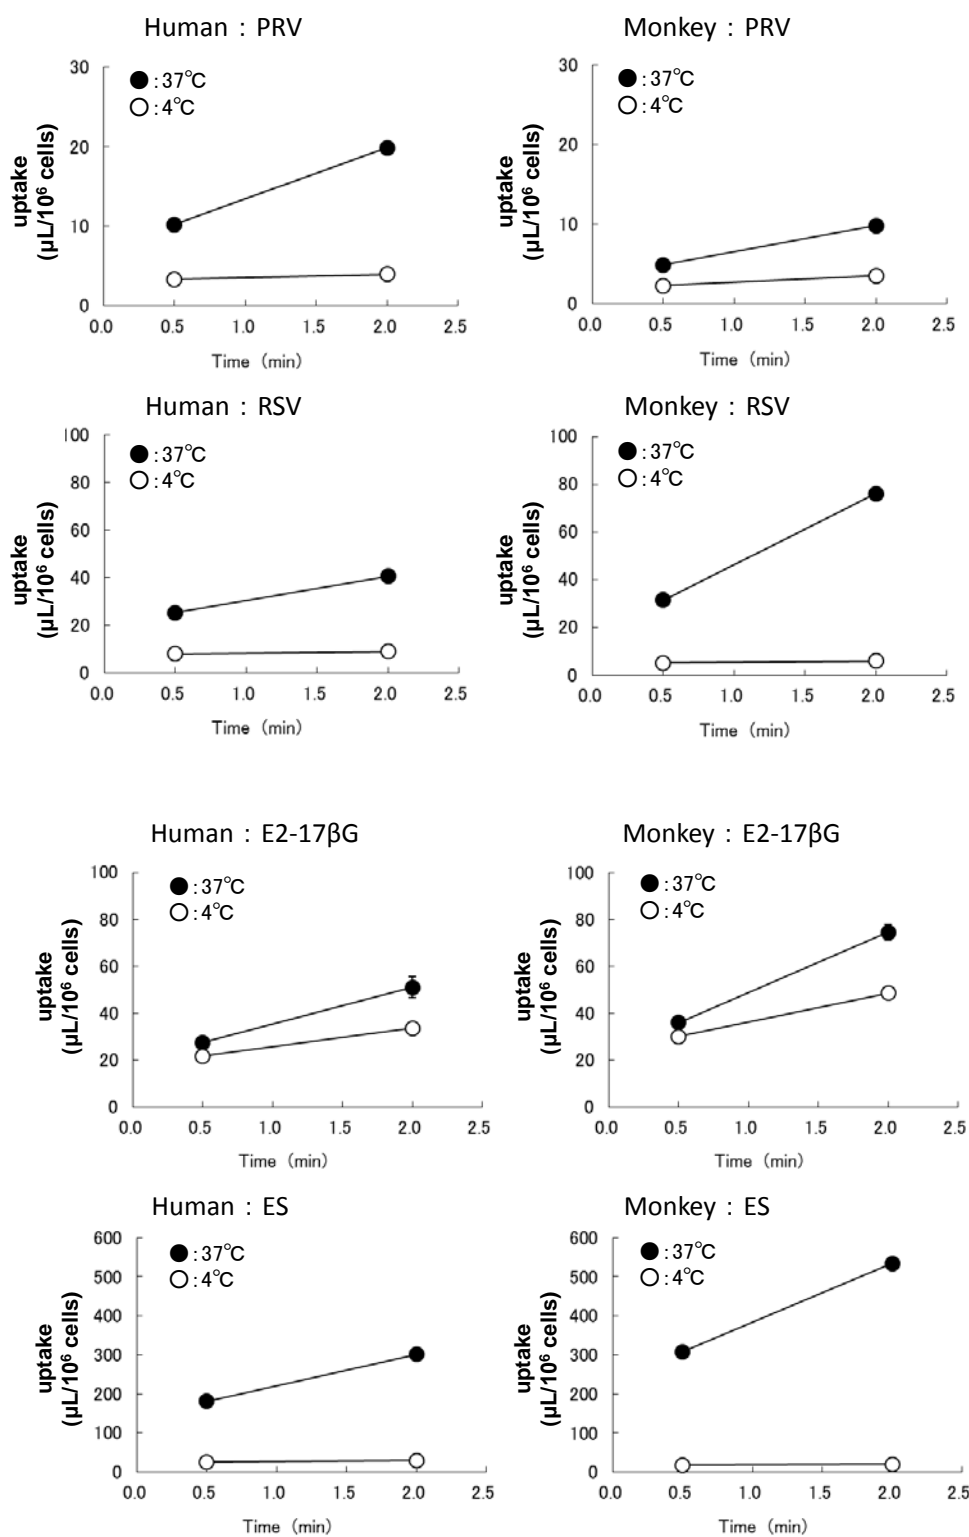 Human : PRV
30
20
10
0
uptake
(µL/10⁶ cells)
● : 37°C
○ : 4°C
0.0 0.5 1.0 1.5 2.0 2.5
Time (min)
Monkey : PRV
30
20
10
0
uptake
(µL/10⁶ cells)
● : 37°C
○ : 4°C
0.0 0.5 1.0 1.5 2.0 2.5
Time (min)
Human : RSV
100
80
60
40
20
0
uptake
(µL/10⁶ cells)
● : 37°C
○ : 4°C
0.0 0.5 1.0 1.5 2.0 2.5
Time (min)
Monkey : RSV
100
80
60
40
20
0
uptake
(µL/10⁶ cells)
● : 37°C
○ : 4°C
0.0 0.5 1.0 1.5 2.0 2.5
Time (min)
Human : E2-17βG
100
80
60
40
20
0
uptake
(µL/10⁶ cells)
● : 37°C
○ : 4°C
0.0 0.5 1.0 1.5 2.0 2.5
Time (min)
Monkey : E2-17βG
100
80
60
40
20
0
uptake
(µL/10⁶ cells)
● : 37°C
○ : 4°C
0.0 0.5 1.0 1.5 2.0 2.5
Time (min)
Human : ES
600
500
400
300
200
100
0
uptake
(µL/10⁶ cells)
● : 37°C
○ : 4°C
0.0 0.5 1.0 1.5 2.0 2.5
Time (min)
Monkey : ES
600
500
400
300
200
100
0
uptake
(µL/10⁶ cells)
● : 37°C
○ : 4°C
0.0 0.5 1.0 1.5 2.0 2.5
Time (min)